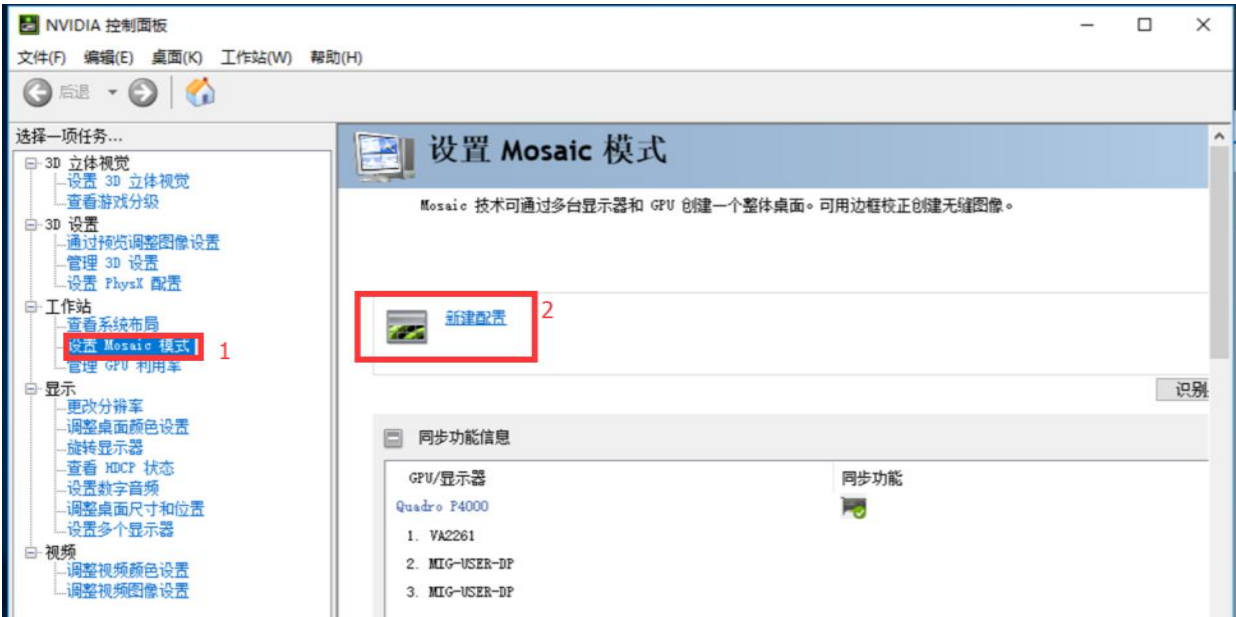 NVIDIA 控制面板
文件(F) 编辑(E) 桌面(K) 工作站(W) 帮助(H)
后退
选择一项任务...
3D 立体视觉
设置 3D 立体视觉
查看游戏分级
3D 设置
通过预览调整图像设置
管理 3D 设置
设置 PhysX 配置
工作站
查看系统布局
设置 Mosaic 模式
1
管理 GPU 利用率
显示
更改分辨率
调整桌面颜色设置
旋转显示器
查看 HDCP 状态
设置数字音频
调整桌面尺寸和位置
设置多个显示器
视频
调整视频颜色设置
调整视频图像设置
设置 Mosaic 模式
Mosaic 技术可通过多台显示器和 GPU 创建一个整体桌面。可用边框校正创建无缝图像。
新建配置
2
识别
同步功能信息
GPU/显示器 同步功能
Quadro P4000
1. VA2261
2. MIG-USER-DP
3. MIG-USER-DP